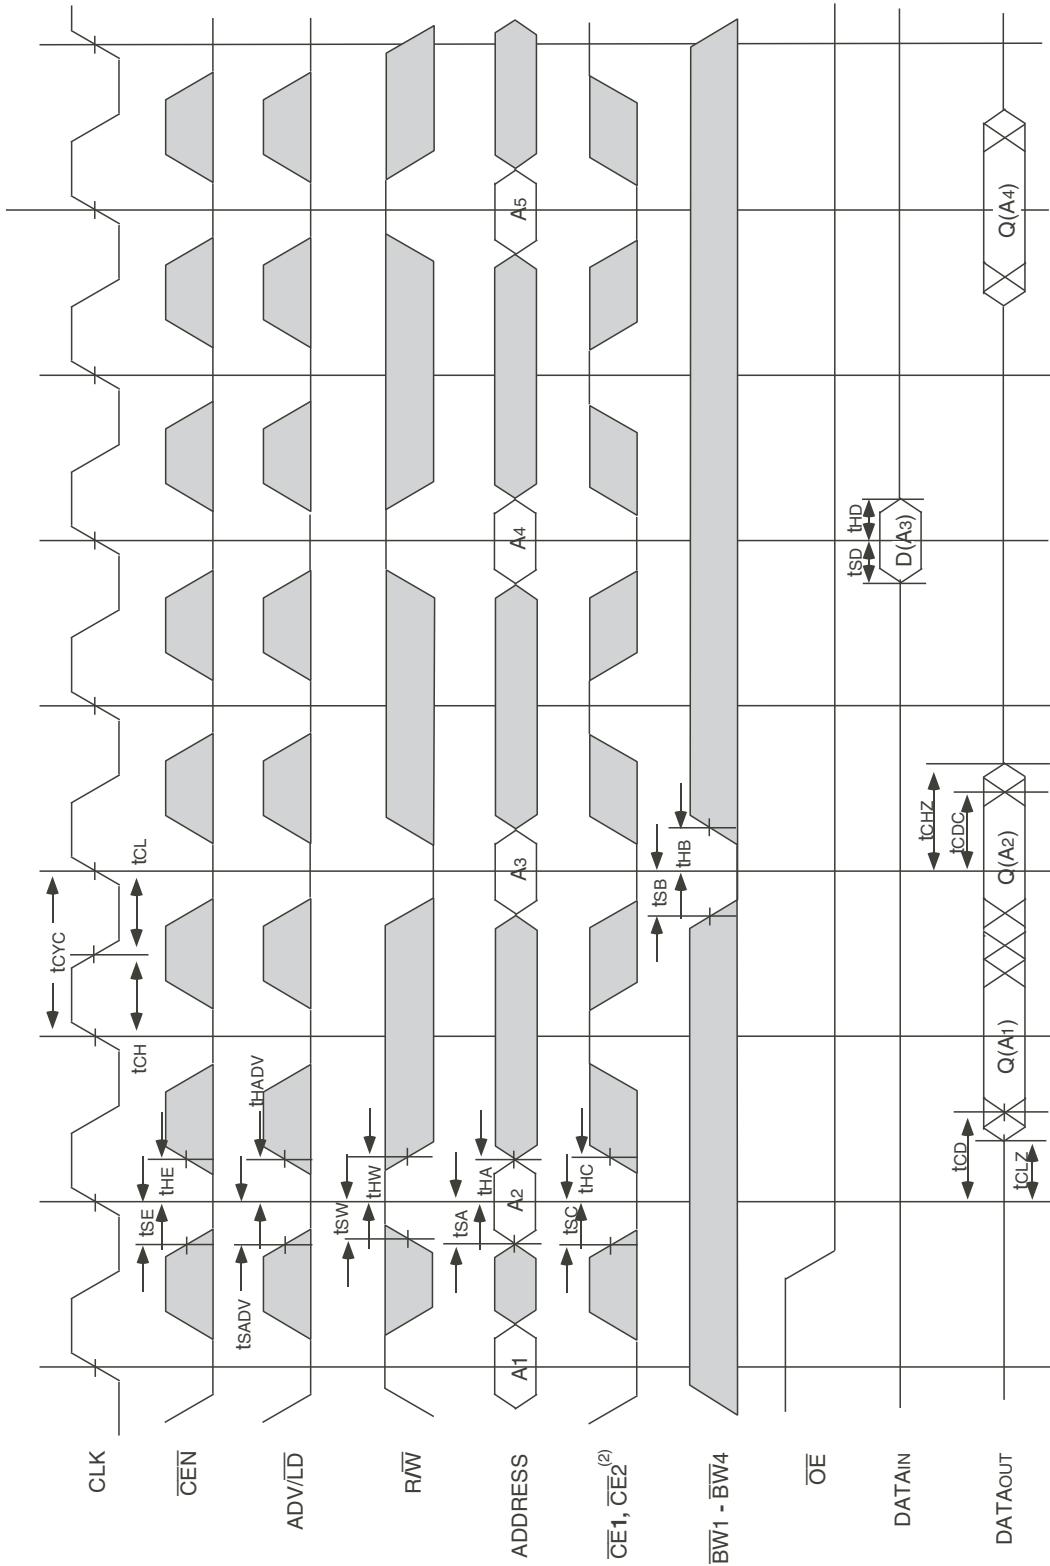 CLK
tCYC
tCH
tCL
CEN
tSE
tHE
ADV/LD
tSADV
tHADV
R/W
tSW
tHW
ADDRESS
A1
A2
A3
A4
A5
tSA
tHA
CE1, CE2(2)
tSC
tHC
BW1 - BW4
tSB
tHB
OE
DATAIN
tSD
tHD
D(A3)
DATAOUT
tCD
tCLZ
Q(A1)
Q(A2)
tCHZ
tCDC
Q(A4)